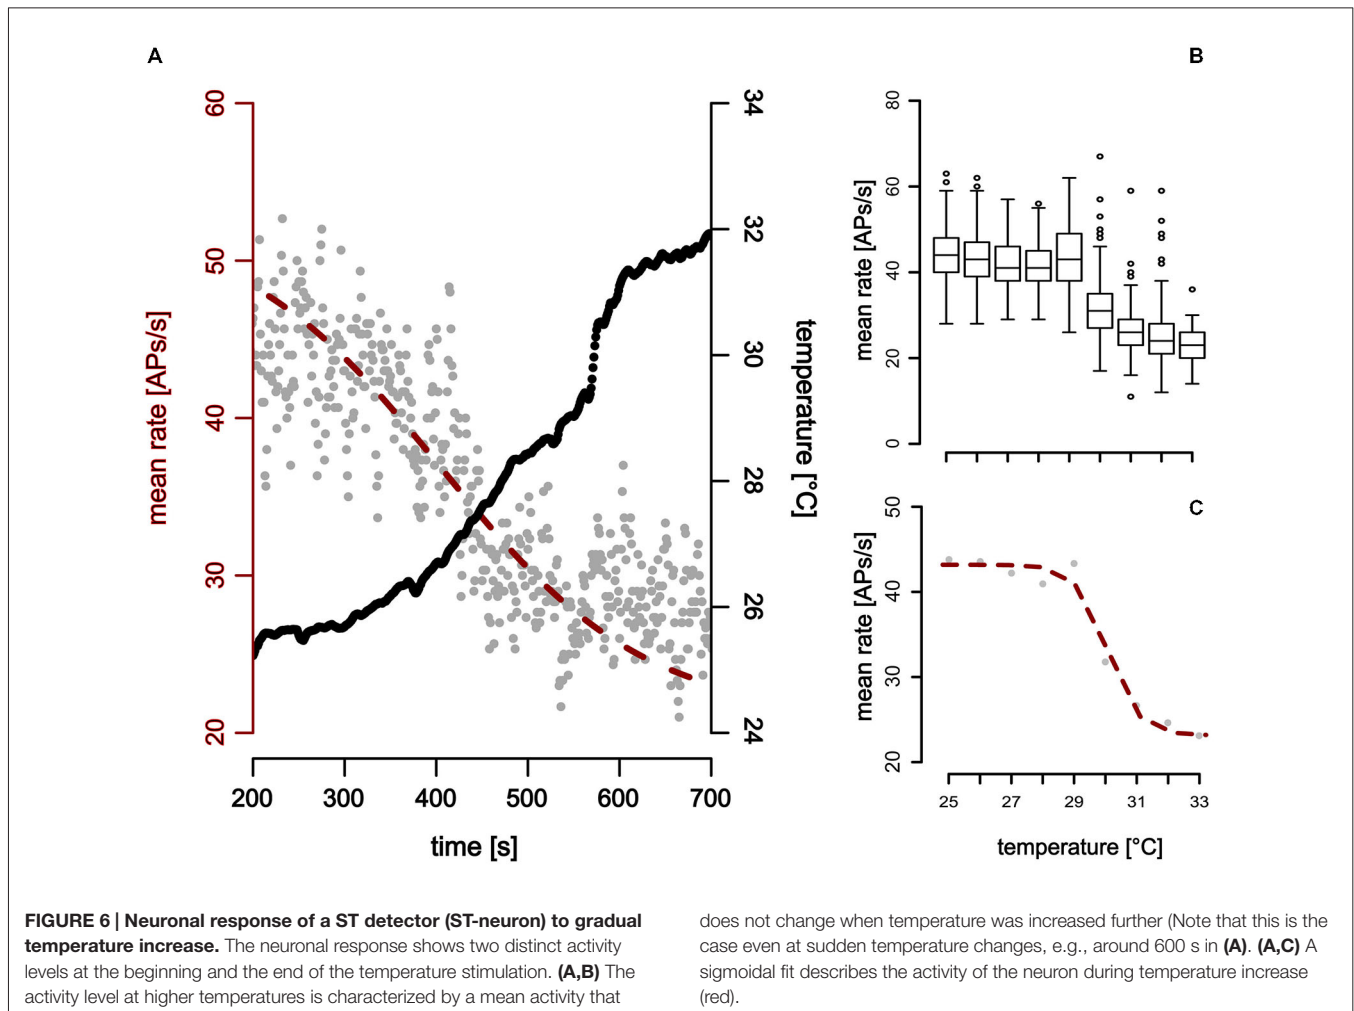 A
60
50
40
30
20
mean rate [APs/s]
34
32
30
28
26
24
temperature [°C]
200 300 400 500 600 700
time [s]
B
80
60
40
20
0
mean rate [APs/s]
C
50
40
30
20
mean rate [APs/s]
25 27 29 31 33
temperature [°C]
FIGURE 6 | Neuronal response of a ST detector (ST-neuron) to gradual
temperature increase. The neuronal response shows two distinct activity
levels at the beginning and the end of the temperature stimulation. (A,B) The
activity level at higher temperatures is characterized by a mean activity that
does not change when temperature was increased further (Note that this is the
case even at sudden temperature changes, e.g., around 600 s in (A). (A,C) A
sigmoidal fit describes the activity of the neuron during temperature increase
(red).